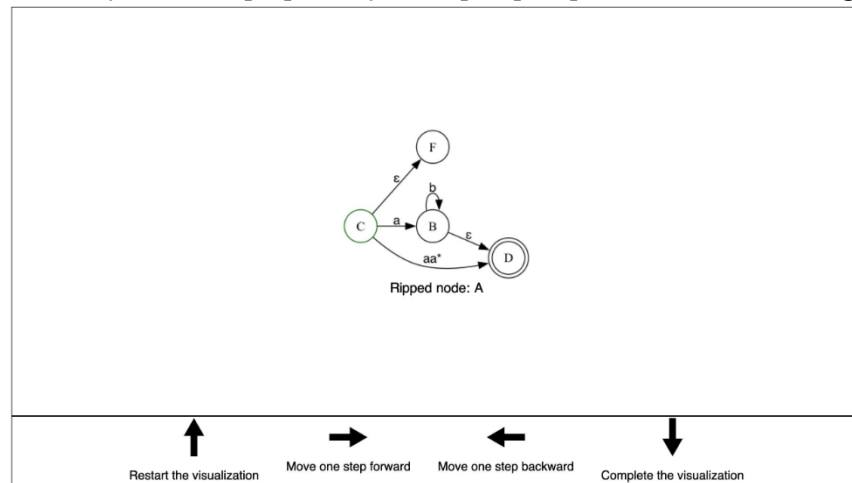 F
ε
b
C
a
B
ε
D
aa*
Ripped node: A
Restart the visualization
Move one step forward
Move one step backward
Complete the visualization